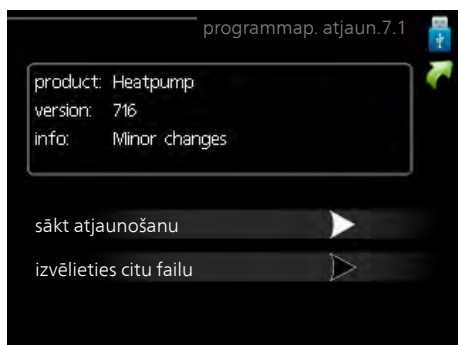 programmap. atjaun.7.1
product: Heatpump
version: 716
info: Minor changes
sākt atjaunošanu
izvēlieties citu failu